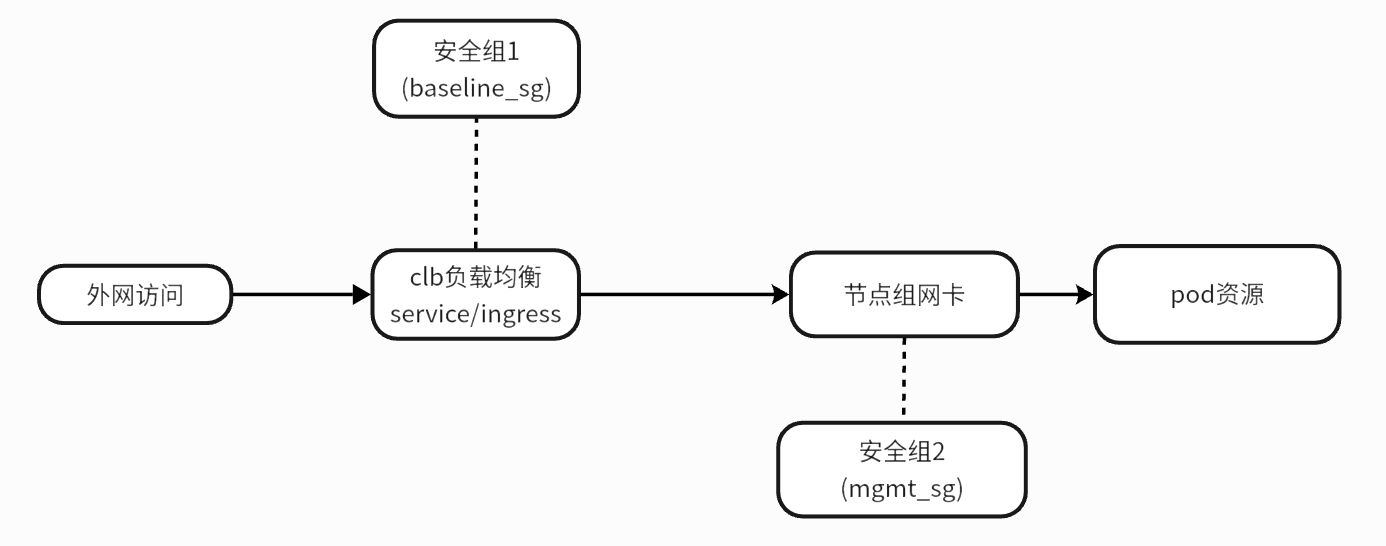 安全组1
(baseline_sg)
外网访问
clb负载均衡
service/ingress
节点组网卡
pod资源
安全组2
(mgmt_sg)